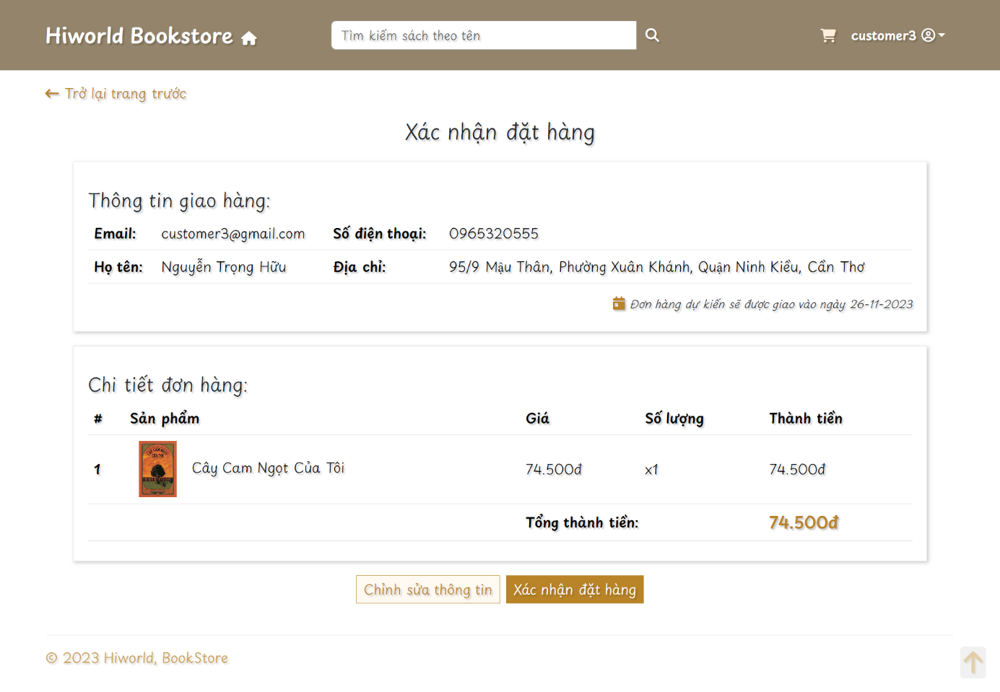 Hiworld Bookstore
Tìm kiếm sách theo tên
customer3
Trở lại trang trước
Xác nhận đặt hàng
Thông tin giao hàng:
Email: customer3@gmail.com Số điện thoại: 0965320555
Họ tên: Nguyễn Trọng Hữu Địa chỉ: 95/9 Mậu Thân, Phường Xuân Khánh, Quận Ninh Kiều, Cần Thơ
Đơn hàng dự kiến sẽ được giao vào ngày 26-11-2023
Chi tiết đơn hàng:
# Sản phẩm Giá Số lượng Thành tiền
CÂY CAM NGỌT
CỦA TÔI
1 Cây Cam Ngọt Của Tôi 74.500đ x1 74.500đ
Tổng thành tiền: 74.500đ
Chỉnh sửa thông tin Xác nhận đặt hàng
© 2023 Hiworld, BookStore